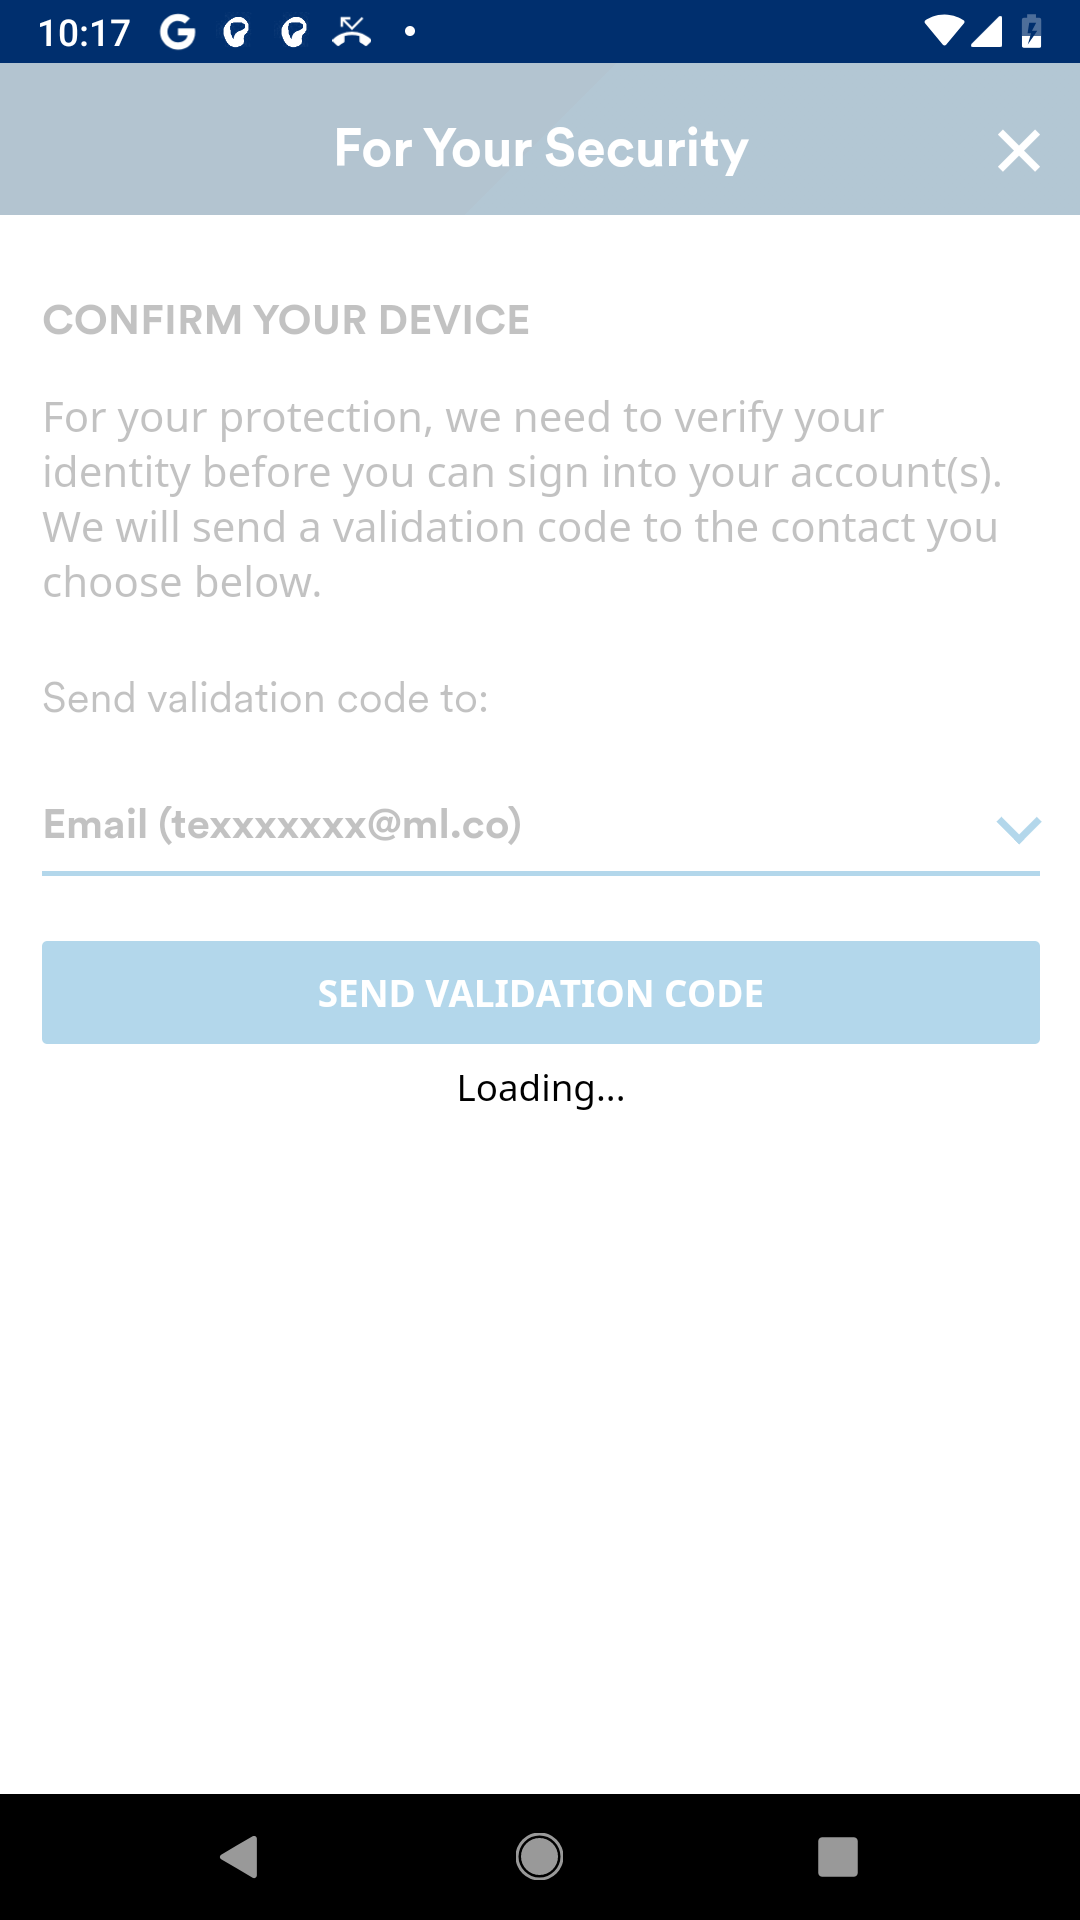 10:17
For Your Security
CONFIRM YOUR DEVICE
For your protection, we need to verify your
identity before you can sign into your account(s).
We will send a validation code to the contact you
choose below.
Send validation code to:
Email (texxxxxxx@ml.co)
SEND VALIDATION CODE
Loading...